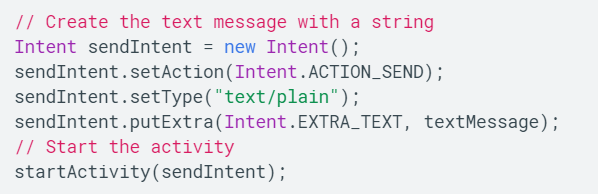 // Create the text message with a string
Intent sendIntent = new Intent();
sendIntent.setAction(Intent.ACTION_SEND);
sendIntent.setType("text/plain");
sendIntent.putExtra(Intent.EXTRA_TEXT, textMessage);
// Start the activity
startActivity(sendIntent);